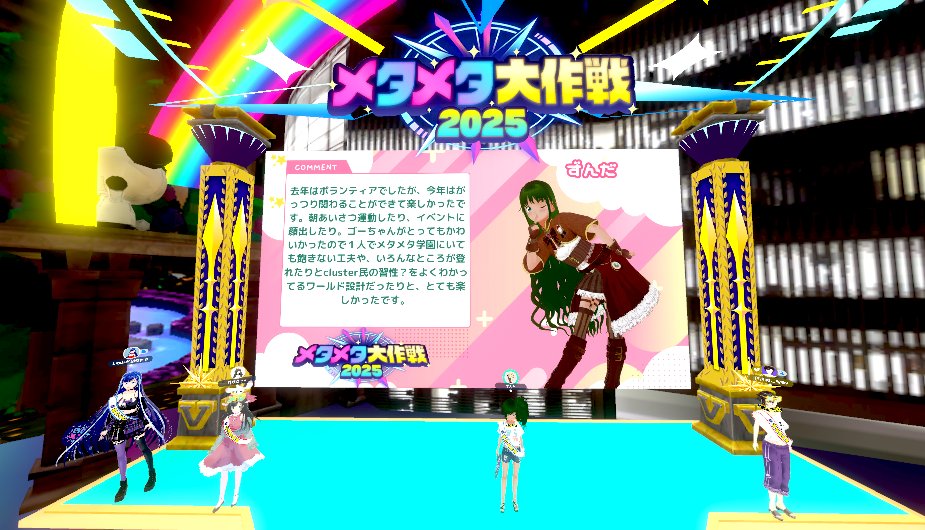 メタメタ大作戦
2025
COMMENT
ずんだ
去年はボランティアでしたが、今年はが
っつり関わることができて楽しかったで
す。朝あいさつ運動したり、イベントに
顔出したり。ゴーちゃんがとってもかわ
いかったので１人でメタメタ学園にいて
も飽きない工夫や、いろんなところが登
れたりとcluster民の習性？をよくわかっ
てるワールド設計だったりと、とても楽
しかったです。
メタメタ大作戦
2025